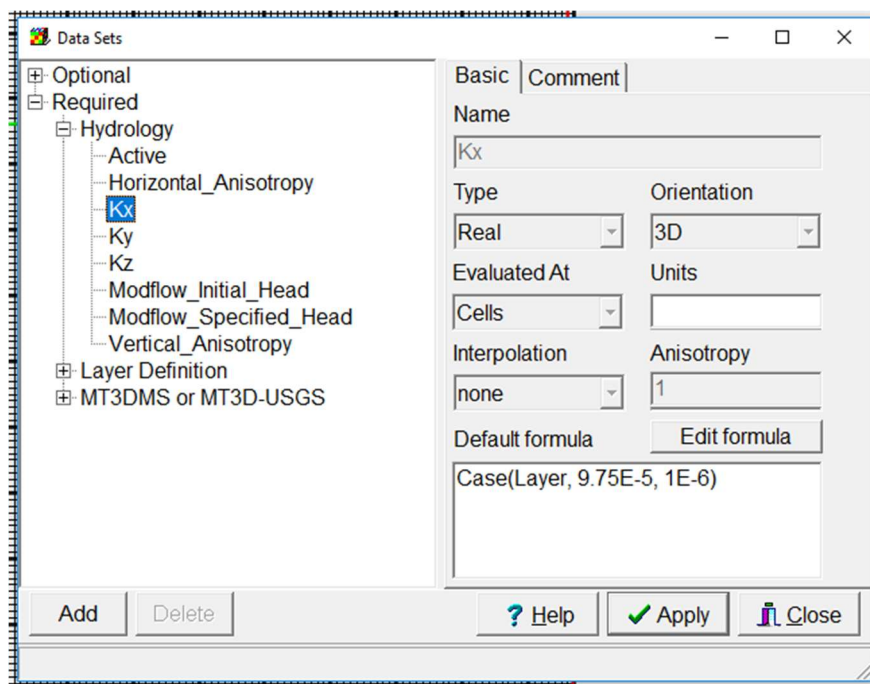 Data Sets
Optional
Required
Hydrology
Active
Horizontal_Anisotropy
Kx
Ky
Kz
Modflow_Initial_Head
Modflow_Specified_Head
Vertical_Anisotropy
Layer Definition
MT3DMS or MT3D-USGS
Basic Comment
Name
Kx
Type Orientation
Real 3D
Evaluated At Units
Cells
Interpolation Anisotropy
none 1
Default formula Edit formula
Case(Layer, 9.75E-5, 1E-6)
Add Delete ? Help Apply Close